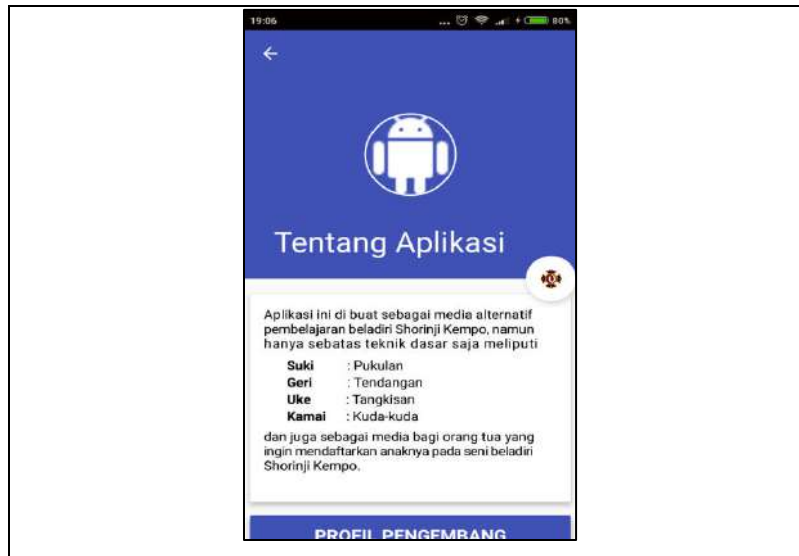 19:06 ... 80%
Tentang Aplikasi
Aplikasi ini di buat sebagai media alternatif
pembelajaran beladiri Shorinji Kempo, namun
hanya sebatas teknik dasar saja meliputi
Suki : Pukulan
Geri : Tendangan
Uke : Tangkisan
Kamai : Kuda-kuda
dan juga sebagai media bagi orang tua yang
ingin mendaftarkan anaknya pada seni beladiri
Shorinji Kempo.
PROFIL PENGEMBANG